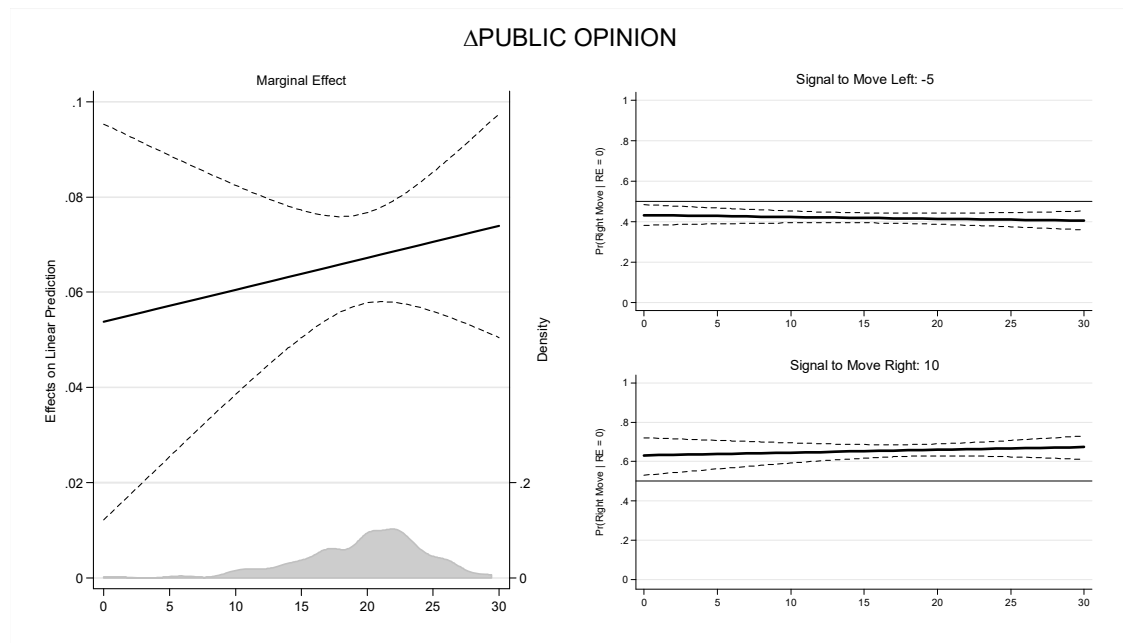 ΔPUBLIC OPINION
Marginal Effect
Effects on Linear Prediction
.1
.08
.06
.04
.02
0
Density
.2
0
0 5 10 15 20 25 30
Signal to Move Left: -5
Pr(Right Move | RE = 0)
1
.8
.6
.4
.2
0
0 5 10 15 20 25 30
Signal to Move Right: 10
Pr(Right Move | RE = 0)
1
.8
.6
.4
.2
0
0 5 10 15 20 25 30